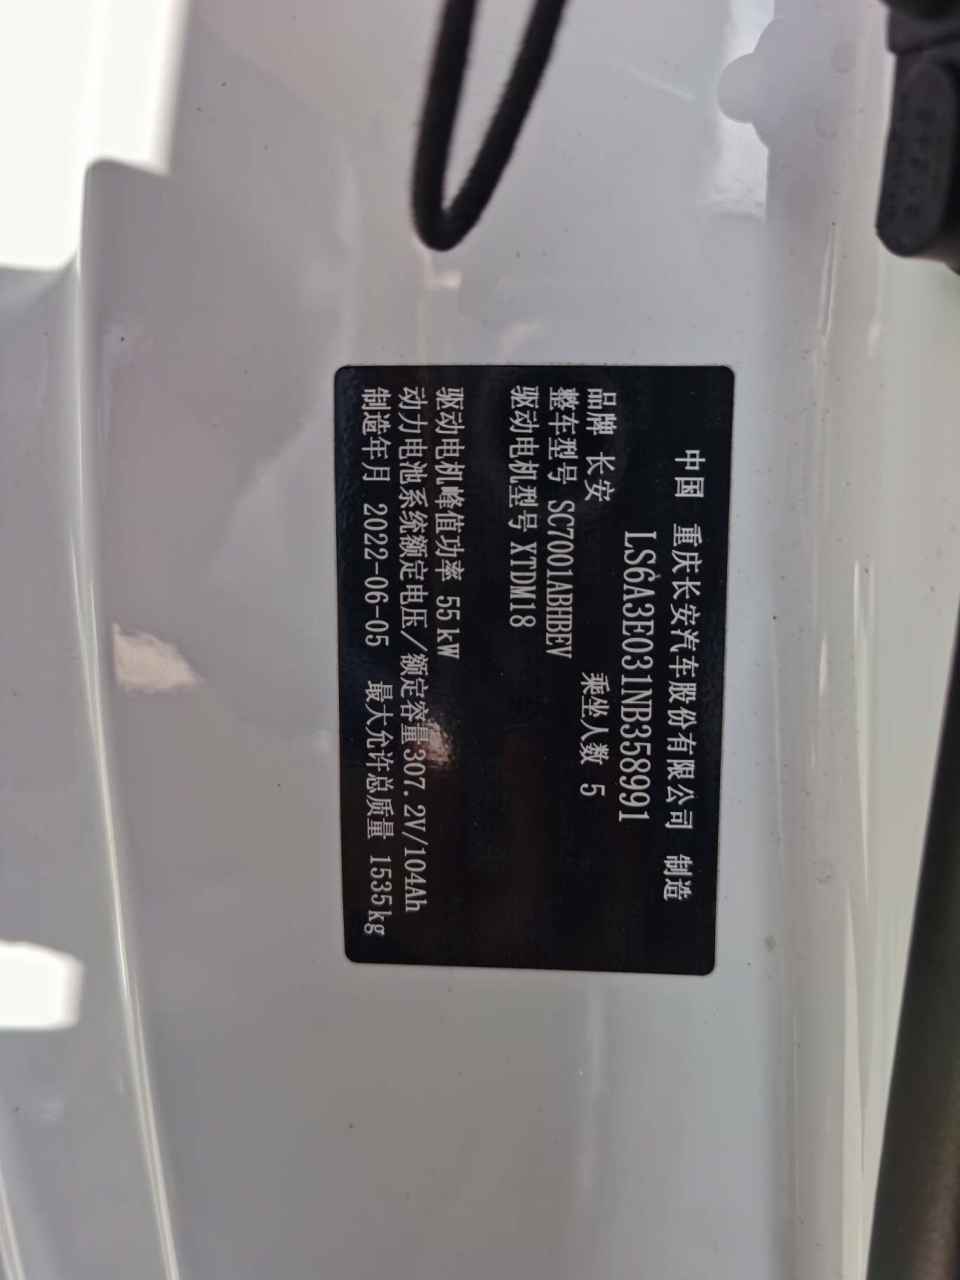 中国 重庆长安汽车股份有限公司 制造
LS6A3E031NB358991
品牌 长安 乘坐人数 5
整车型号 SC7001ABHBEV
驱动电机型号 XTDM18
驱动电机峰值功率 55kW
动力电池系统额定电压/额定容量307.2V/104Ah
制造年月 2022-06-05 最大允许总质量 1535kg